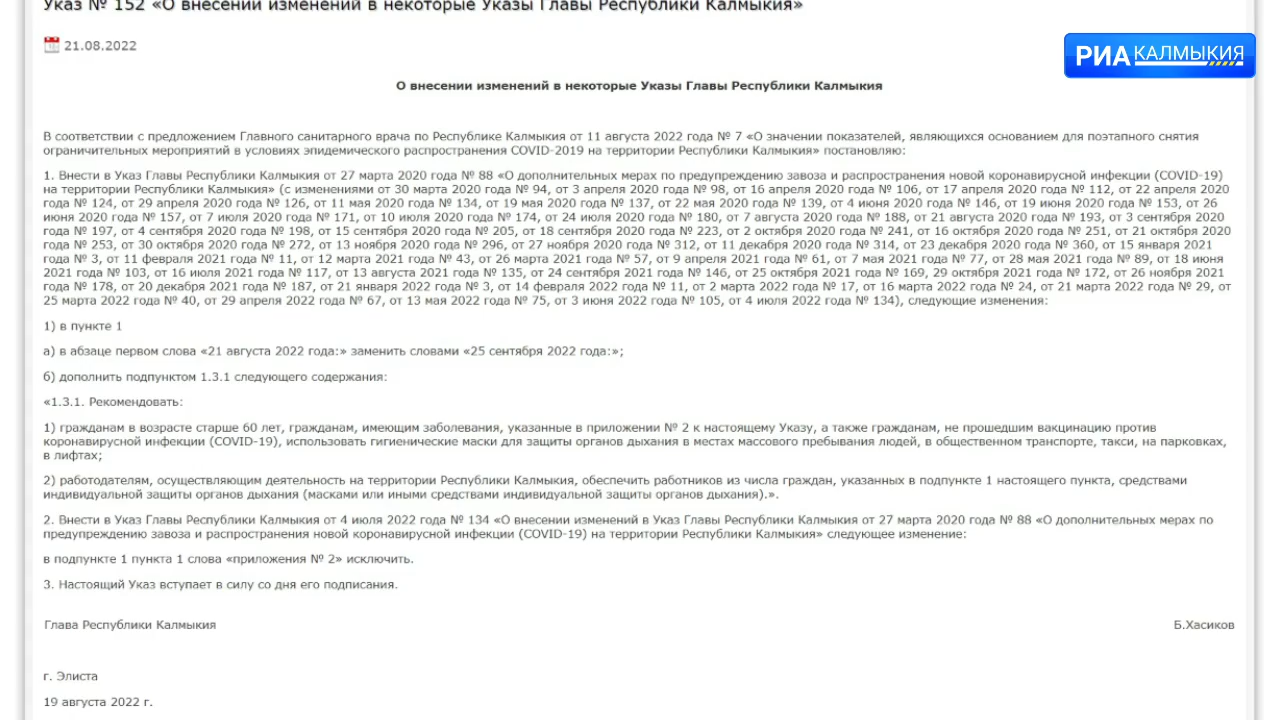 Указ № 152 «О внесении изменений в некоторые Указы Главы Республики Калмыкия»
21.08.2022
РИА КАЛМЫКИЯ
О внесении изменений в некоторые Указы Главы Республики Калмыкия
В соответствии с предложением Главного санитарного врача по Республике Калмыкия от 11 августа 2022 года № 7 «О значении показателей, являющихся основанием для поэтапного снятия
ограничительных мероприятий в условиях эпидемического распространения COVID-2019 на территории Республики Калмыкия» постановляю:
1. Внести в Указ Главы Республики Калмыкия от 27 марта 2020 года № 88 «О дополнительных мерах по предупреждению завоза и распространения новой коронавирусной инфекции (COVID-19)
на территории Республики Калмыкия» (с изменениями от 30 марта 2020 года № 94, от 3 апреля 2020 года № 98, от 16 апреля 2020 года № 106, от 17 апреля 2020 года № 112, от 22 апреля 2020
года № 124, от 29 апреля 2020 года № 126, от 11 мая 2020 года № 134, от 19 мая 2020 года № 137, от 22 мая 2020 года № 139, от 4 июня 2020 года № 146, от 19 июня 2020 года № 153, от 26
июня 2020 года № 157, от 7 июля 2020 года № 171, от 10 июля 2020 года № 174, от 24 июля 2020 года № 180, от 7 августа 2020 года № 188, от 21 августа 2020 года № 193, от 3 сентября 2020
года № 197, от 4 сентября 2020 года № 198, от 15 сентября 2020 года № 205, от 18 сентября 2020 года № 223, от 2 октября 2020 года № 241, от 16 октября 2020 года № 251, от 21 октября 2020
года № 253, от 30 октября 2020 года № 272, от 13 ноября 2020 года № 296, от 27 ноября 2020 года № 312, от 11 декабря 2020 года № 314, от 23 декабря 2020 года № 360, от 15 января 2021
года № 3, от 11 февраля 2021 года № 11, от 12 марта 2021 года № 43, от 26 марта 2021 года № 57, от 9 апреля 2021 года № 61, от 7 мая 2021 года № 77, от 28 мая 2021 года № 89, от 18 июня
2021 года № 103, от 16 июля 2021 года № 117, от 13 августа 2021 года № 135, от 24 сентября 2021 года № 146, от 25 октября 2021 года № 169, 29 октября 2021 года № 172, от 26 ноября 2021
года № 178, от 20 декабря 2021 года № 187, от 21 января 2022 года № 3, от 14 февраля 2022 года № 11, от 2 марта 2022 года № 17, от 16 марта 2022 года № 24, от 21 марта 2022 года № 29, от
25 марта 2022 года № 40, от 29 апреля 2022 года № 67, от 13 мая 2022 года № 75, от 3 июня 2022 года № 105, от 4 июля 2022 года № 134), следующие изменения:
1) в пункте 1
а) в абзаце первом слова «21 августа 2022 года:» заменить словами «25 сентября 2022 года:»;
б) дополнить подпунктом 1.3.1 следующего содержания:
«1.3.1. Рекомендовать:
1) гражданам в возрасте старше 60 лет, гражданам, имеющим заболевания, указанные в приложении № 2 к настоящему Указу, а также гражданам, не прошедшим вакцинацию против
коронавирусной инфекции (COVID-19), использовать гигиенические маски для защиты органов дыхания в местах массового пребывания людей, в общественном транспорте, такси, на парковках,
в лифтах;
2) работодателям, осуществляющим деятельность на территории Республики Калмыкия, обеспечить работников из числа граждан, указанных в подпункте 1 настоящего пункта, средствами
индивидуальной защиты органов дыхания (масками или иными средствами индивидуальной защиты органов дыхания).».
2. Внести в Указ Главы Республики Калмыкия от 4 июля 2022 года № 134 «О внесении изменений в Указ Главы Республики Калмыкия от 27 марта 2020 года № 88 «О дополнительных мерах по
предупреждению завоза и распространения новой коронавирусной инфекции (COVID-19) на территории Республики Калмыкия» следующее изменение:
в подпункте 1 пункта 1 слова «приложения № 2» исключить.
3. Настоящий Указ вступает в силу со дня его подписания.
Глава Республики Калмыкия Б.Хасиков
г. Элиста
19 августа 2022 г.